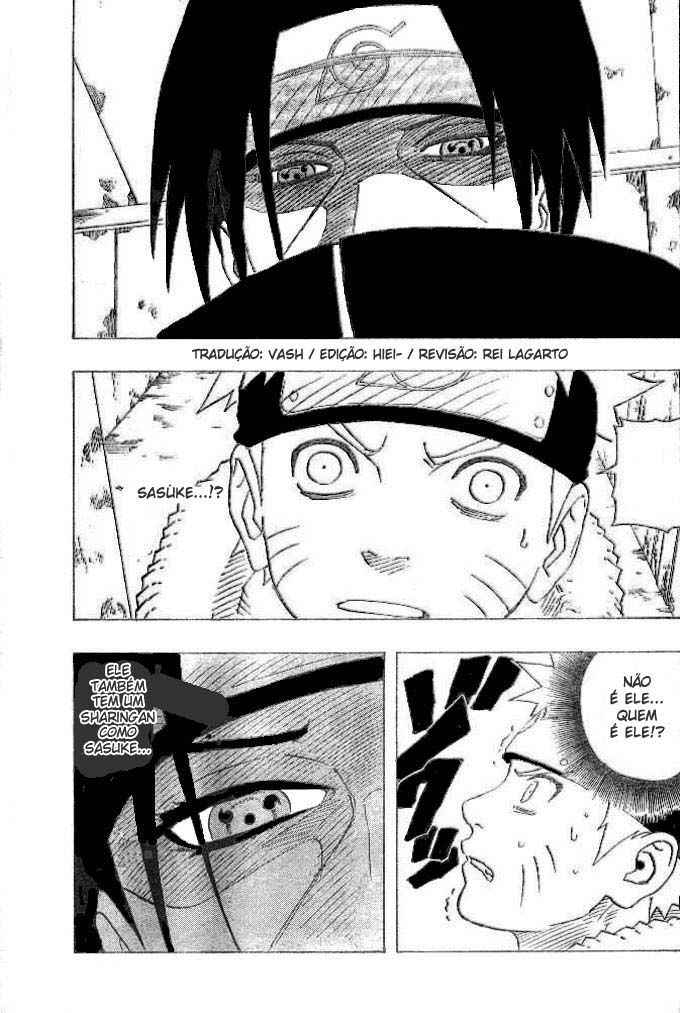 TRADUÇÃO: VASH / EDIÇÃO: HIEI- / REVISÃO: REI LAGARTO
SASUKE...!?
NÃO
É ELE...
QUEM
É ELE!?
ELE
TAMBÉM
TEM UM
SHARINGAN
COMO
SASUKE...